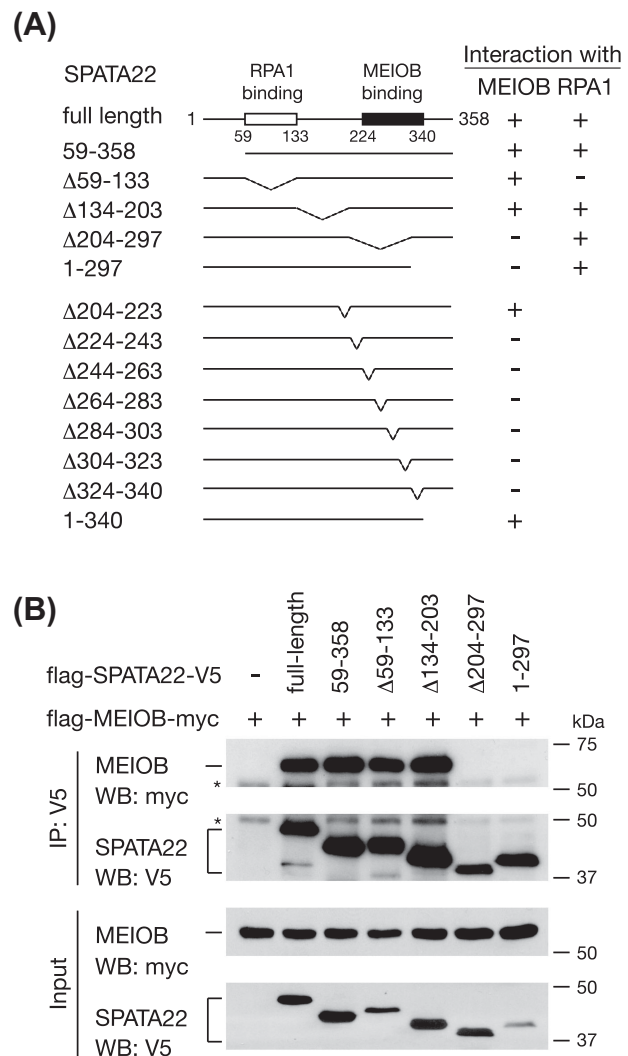 (A)
Interaction with
SPATA22 RPA1 binding MEIOB binding MEIOB RPA1
full length 1 358 + +
59 133 224 340
59-358 + +
Δ59-133 + -
Δ134-203 + +
Δ204-297 - +
1-297 - +
Δ204-223 +
Δ224-243 -
Δ244-263 -
Δ264-283 -
Δ284-303 -
Δ304-323 -
Δ324-340 -
1-340 +
(B)
flag-SPATA22-V5 - full-length 59-358 Δ59-133 Δ134-203 Δ204-297 1-297
flag-MEIOB-myc + + + + + + + kDa
IP: V5
MEIOB 75
WB: myc * 50
* 50
SPATA22
WB: V5 37
Input
MEIOB
WB: myc 50
50
SPATA22
WB: V5 37